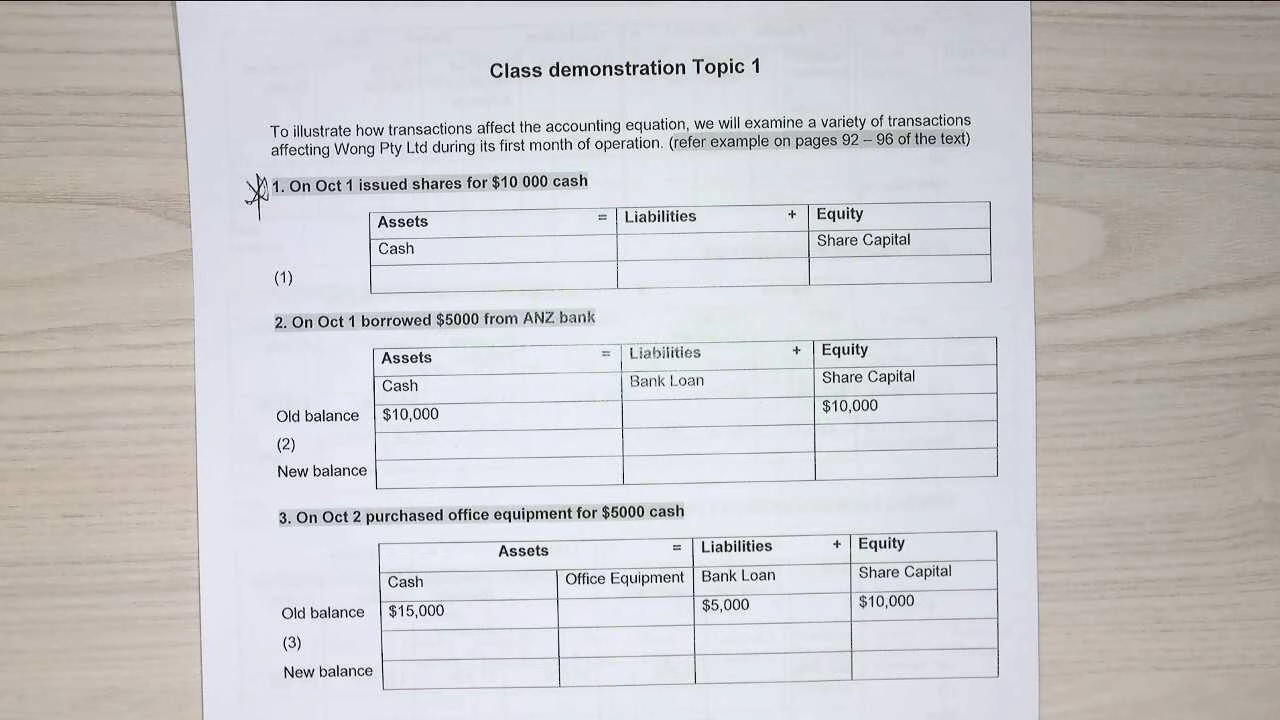 Class demonstration Topic 1
To illustrate how transactions affect the accounting equation, we will examine a variety of transactions
affecting Wong Pty Ltd during its first month of operation. (refer example on pages 92 – 96 of the text)
1. On Oct 1 issued shares for $10 000 cash
Assets = Liabilities + Equity
Cash Share Capital
(1)
2. On Oct 1 borrowed $5000 from ANZ bank
Assets = Liabilities + Equity
Cash Bank Loan Share Capital
Old balance $10,000 $10,000
(2)
New balance
3. On Oct 2 purchased office equipment for $5000 cash
Assets = Liabilities + Equity
Cash Office Equipment Bank Loan Share Capital
Old balance $15,000 $5,000 $10,000
(3)
New balance